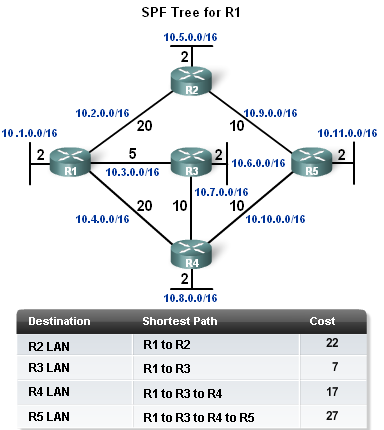 SPF Tree for R1
10.5.0.0/16
2
R2
10.2.0.0/16
10.9.0.0/16
20
10
10 .1.0.0/16
10.11.0.0/16
2
R1
5
10.3.0.0/16
R3
2
10.6.0.0/16
R5
2
10.7.0.0/16
10.4.0.0/16
20
10
10
10.10.0.0/16
R4
2
10.8.0.0/16
Destination Shortest Path Cost
R2 LAN R1 to R2 22
R3 LAN R1 to R3 7
R4 LAN R1 to R3 to R4 17
R5 LAN R1 to R3 to R4 to R5 27